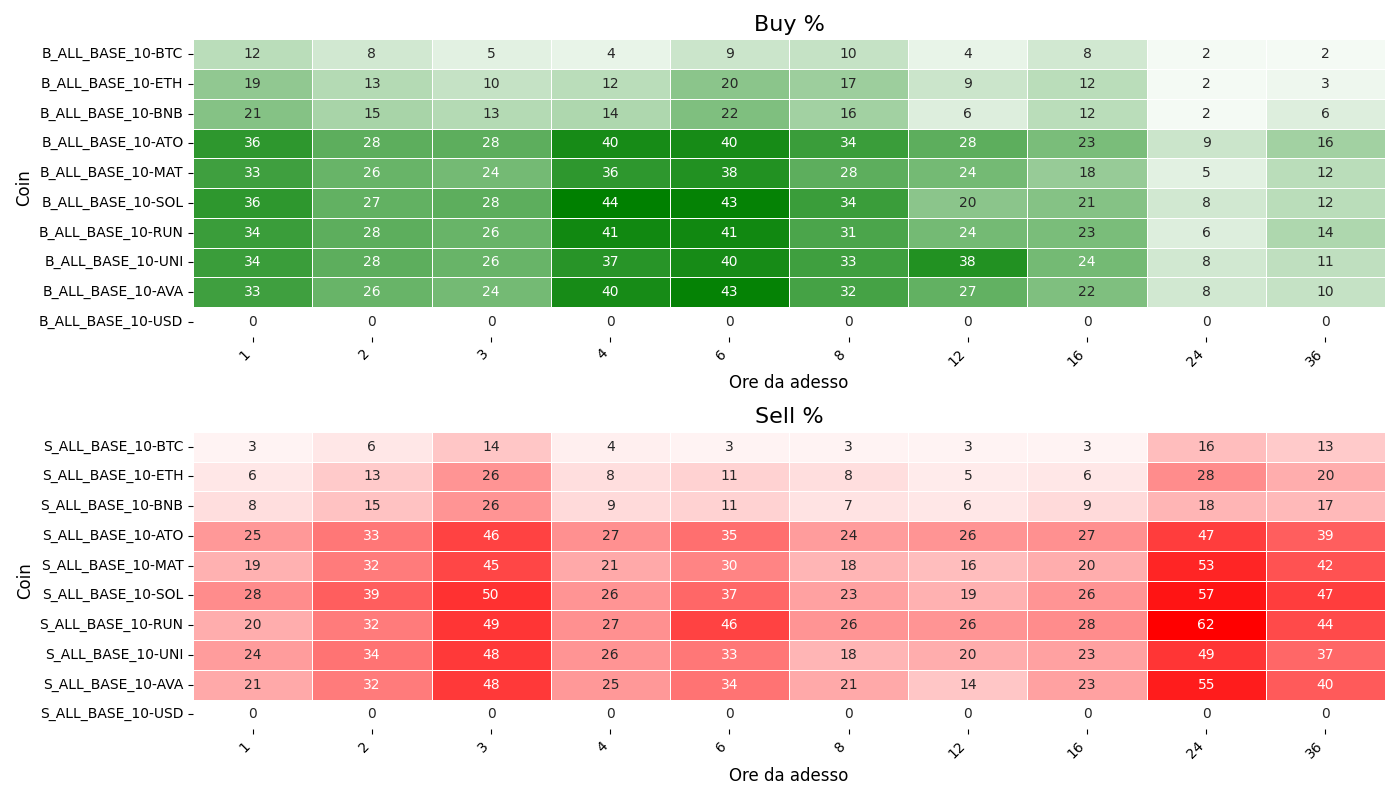 Buy %
Coin
B_ALL_BASE_10-BTC 12 8 5 4 9 10 4 8 2 2
B_ALL_BASE_10-ETH 19 13 10 12 20 17 9 12 2 3
B_ALL_BASE_10-BNB 21 15 13 14 22 16 6 12 2 6
B_ALL_BASE_10-ATO 36 28 28 40 40 34 28 23 9 16
B_ALL_BASE_10-MAT 33 26 24 36 38 28 24 18 5 12
B_ALL_BASE_10-SOL 36 27 28 44 43 34 20 21 8 12
B_ALL_BASE_10-RUN 34 28 26 41 41 31 24 23 6 14
B_ALL_BASE_10-UNI 34 28 26 37 40 33 38 24 8 11
B_ALL_BASE_10-AVA 33 26 24 40 43 32 27 22 8 10
B_ALL_BASE_10-USD 0 0 0 0 0 0 0 0 0 0
1 2 3 4 6 8 12 16 24 36
Ore da adesso
Sell %
Coin
S_ALL_BASE_10-BTC 3 6 14 4 3 3 3 3 16 13
S_ALL_BASE_10-ETH 6 13 26 8 11 8 5 6 28 20
S_ALL_BASE_10-BNB 8 15 26 9 11 7 6 9 18 17
S_ALL_BASE_10-ATO 25 33 46 27 35 24 26 27 47 39
S_ALL_BASE_10-MAT 19 32 45 21 30 18 16 20 53 42
S_ALL_BASE_10-SOL 28 39 50 26 37 23 19 26 57 47
S_ALL_BASE_10-RUN 20 32 49 27 46 26 26 28 62 44
S_ALL_BASE_10-UNI 24 34 48 26 33 18 20 23 49 37
S_ALL_BASE_10-AVA 21 32 48 25 34 21 14 23 55 40
S_ALL_BASE_10-USD 0 0 0 0 0 0 0 0 0 0
1 2 3 4 6 8 12 16 24 36
Ore da adesso